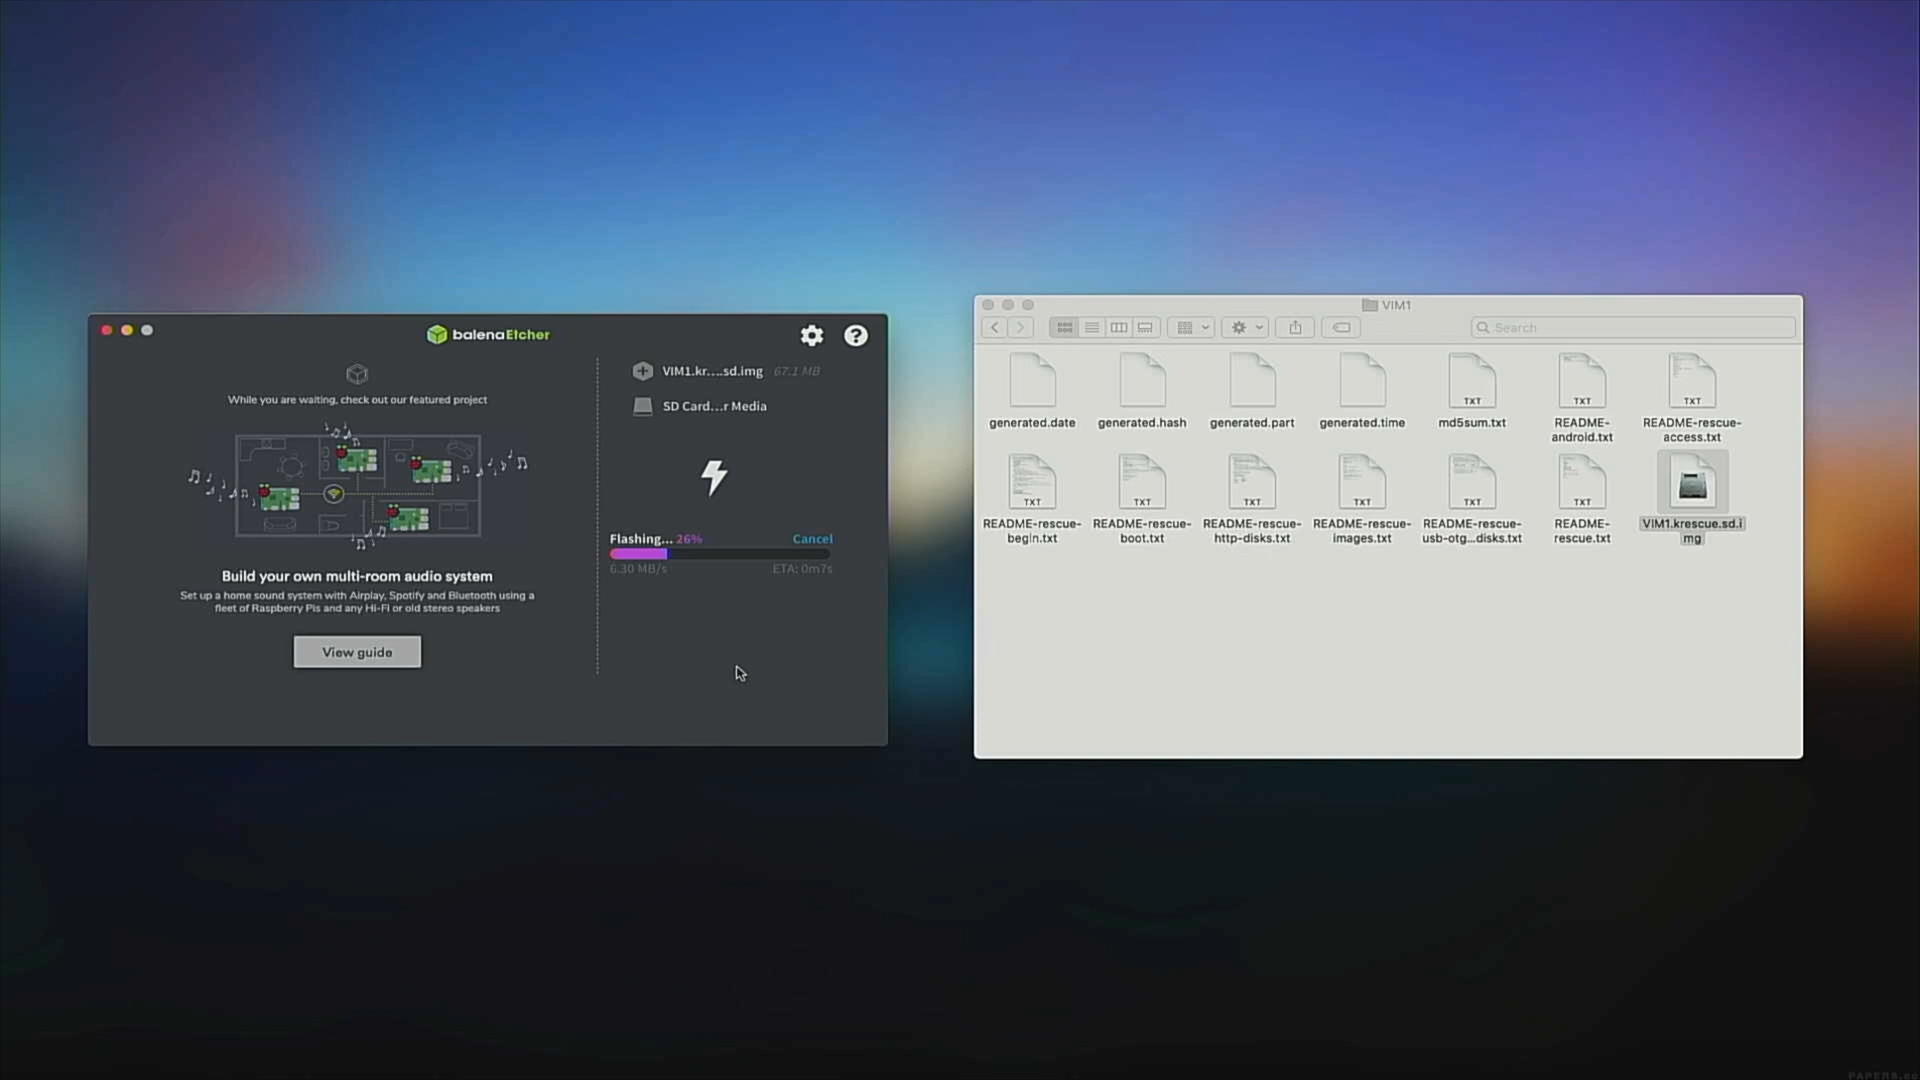 balenaEtcher
While you are waiting, check out our featured project
Build your own multi-room audio system
Set up a home sound system with Airplay, Spotify and Bluetooth using a
fleet of Raspberry Pis and any Hi-Fi or old stereo speakers
View guide
VIM1.kr....sd.img 67.1 MB
SD Card...r Media
Flashing... 26% Cancel
6.30 MB/s ETA: 0m7s
VIM1
Search
generated.date
generated.hash
generated.part
generated.time
TXT
md5sum.txt
TXT
README-
android.txt
TXT
README-rescue-
access.txt
TXT
README-rescue-
begin.txt
TXT
README-rescue-
boot.txt
TXT
README-rescue-
http-disks.txt
TXT
README-rescue-
images.txt
TXT
README-rescue-
usb-otg...disks.txt
TXT
README-
rescue.txt
VIM1.krescue.sd.i
mg